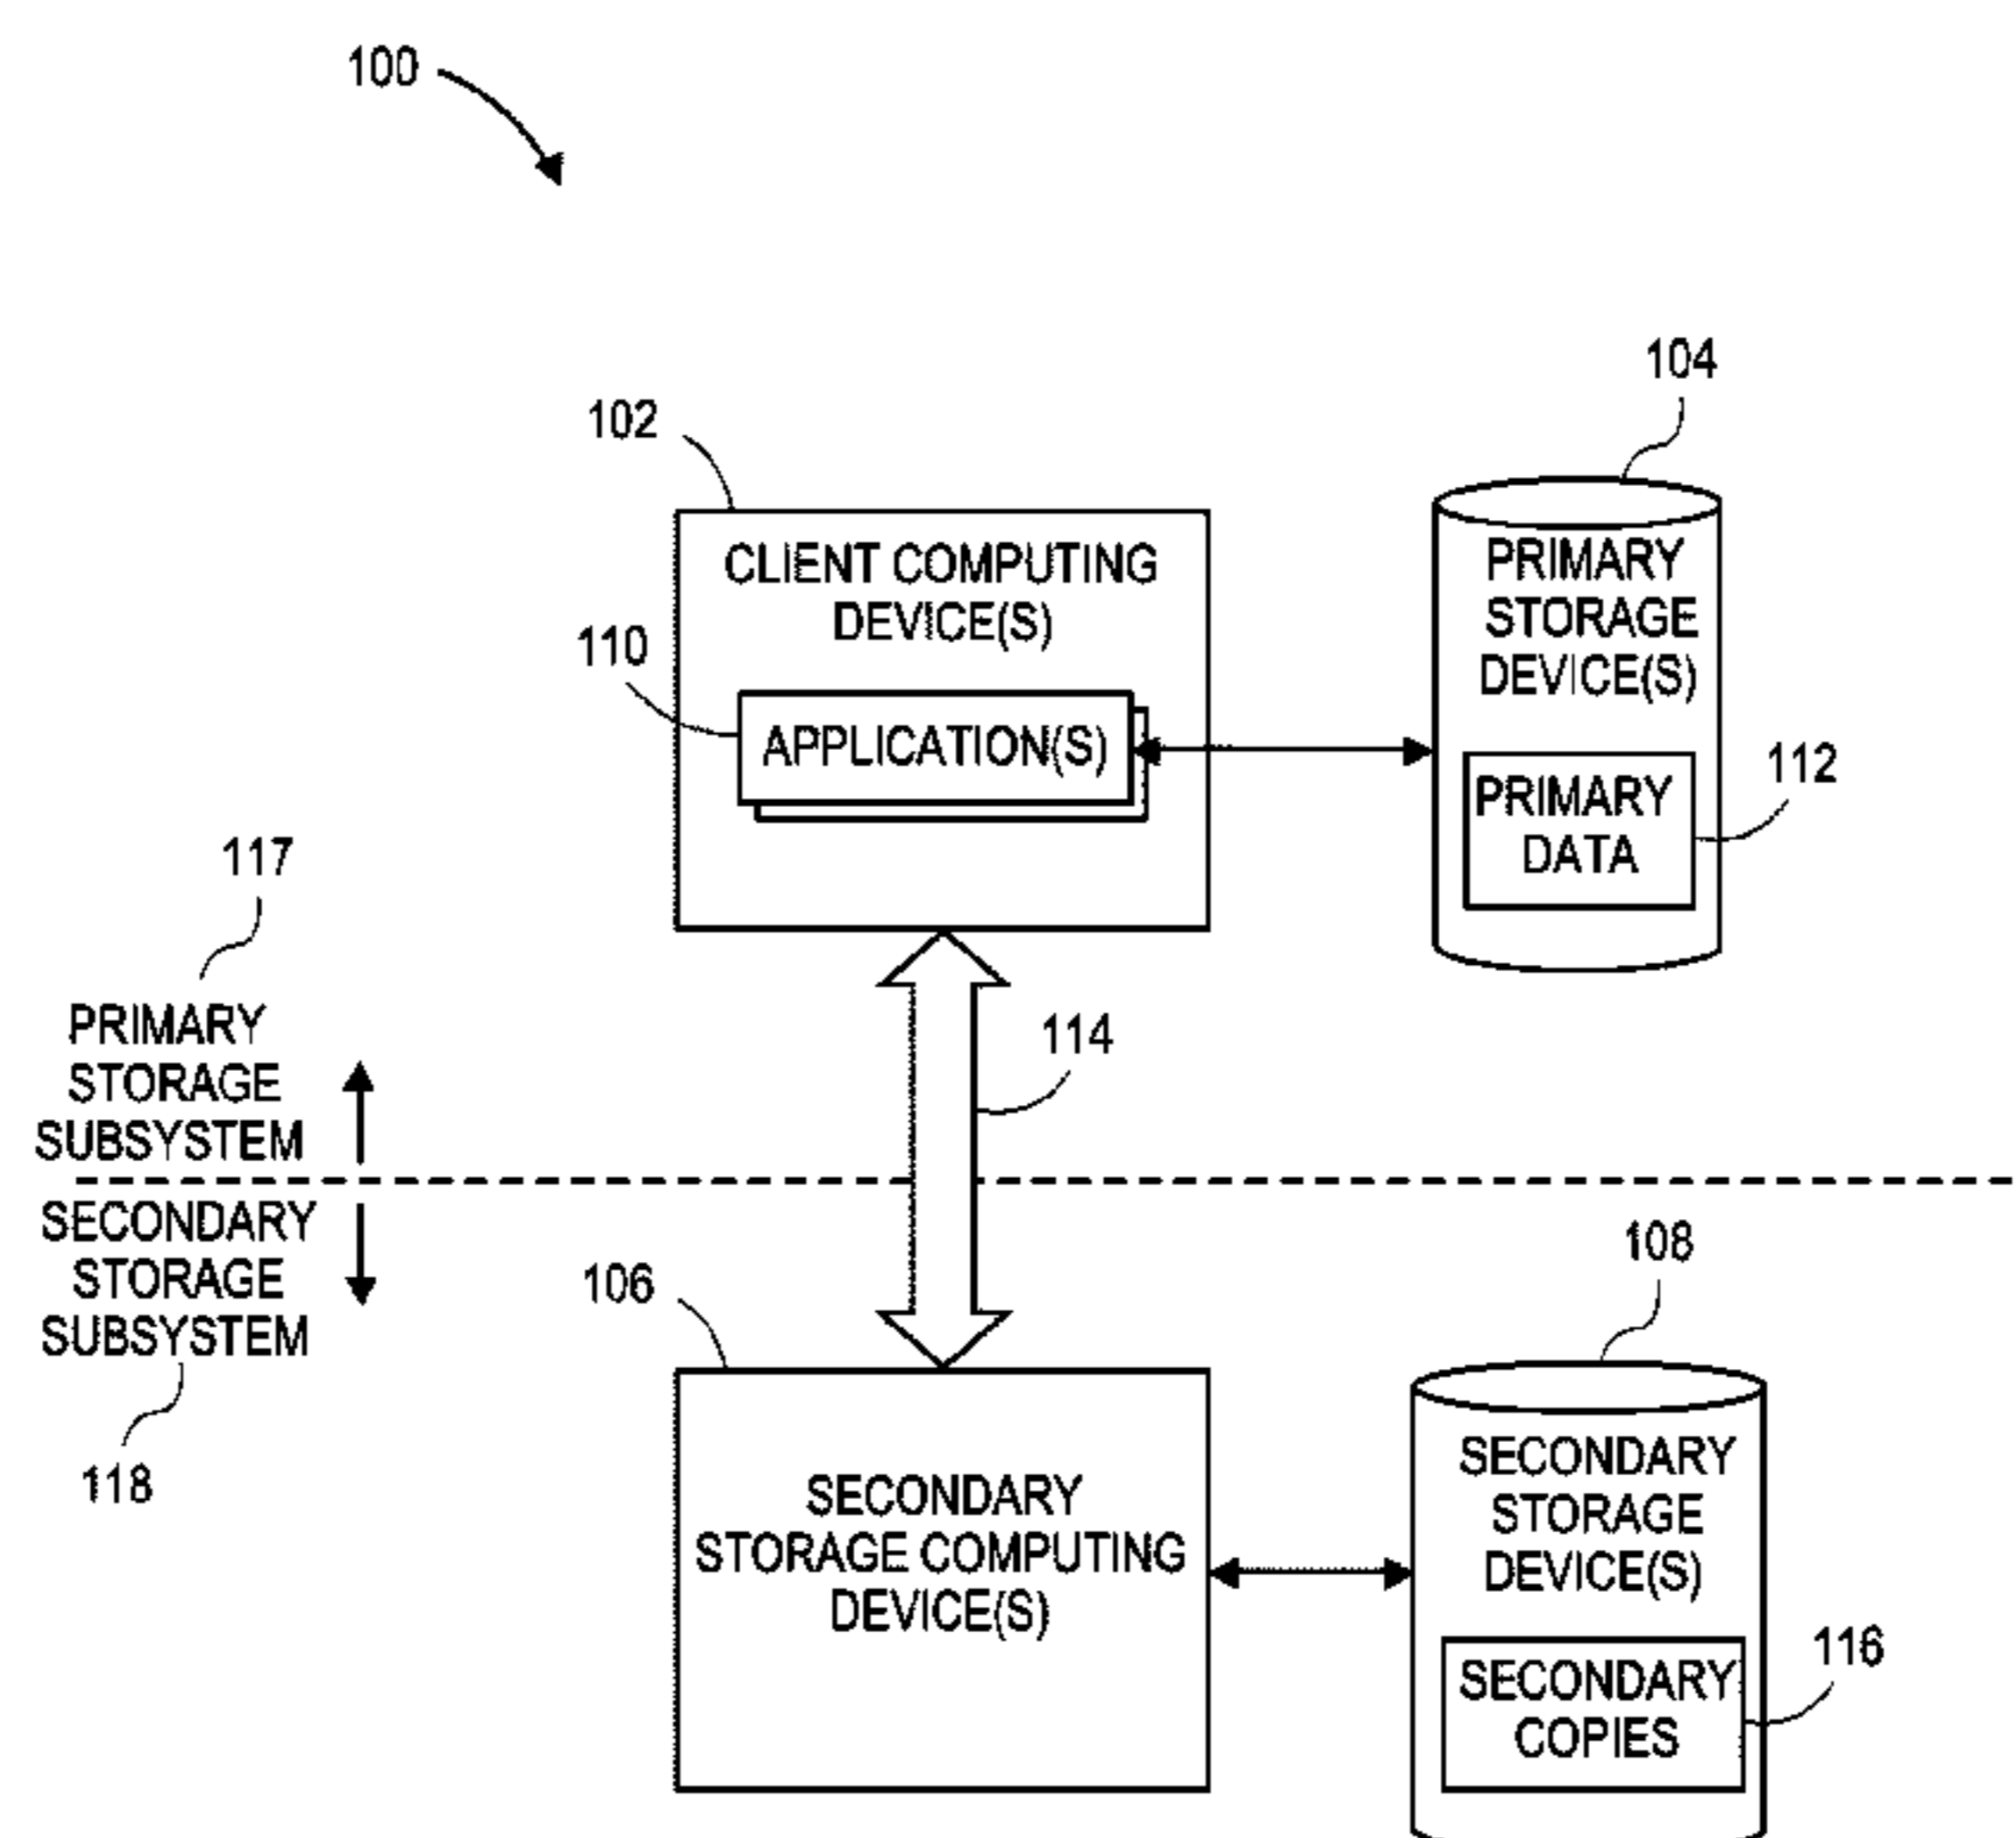 100
104
102
CLIENT COMPUTING
DEVICE(S)
110
APPLICATION(S)
PRIMARY
STORAGE
DEVICE(S)
PRIMARY
DATA
112
117
PRIMARY
STORAGE
SUBSYSTEM
114
SECONDARY
STORAGE
SUBSYSTEM
118
106
108
SECONDARY
STORAGE COMPUTING
DEVICE(S)
SECONDARY
STORAGE
DEVICE(S)
SECONDARY
COPIES
116